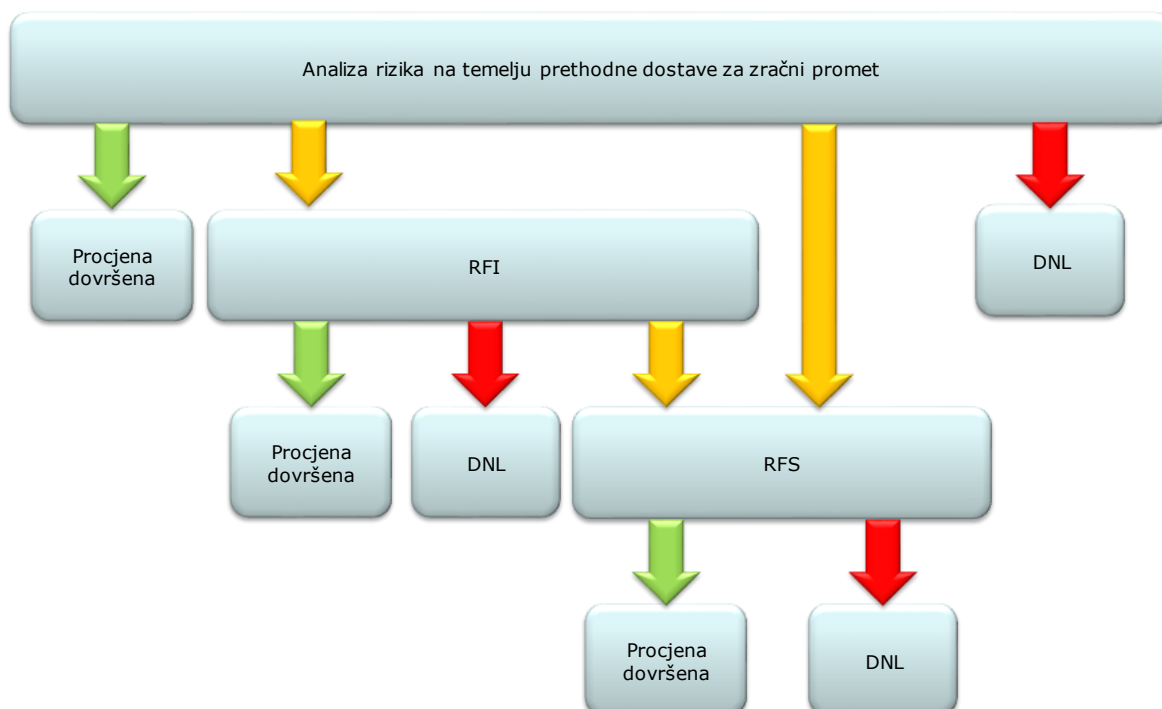 Analiza rizika na temelju prethodne dostave za zračni promet
Procjena
dovršena
RFI
DNL
Procjena
dovršena
DNL
RFS
Procjena
dovršena
DNL